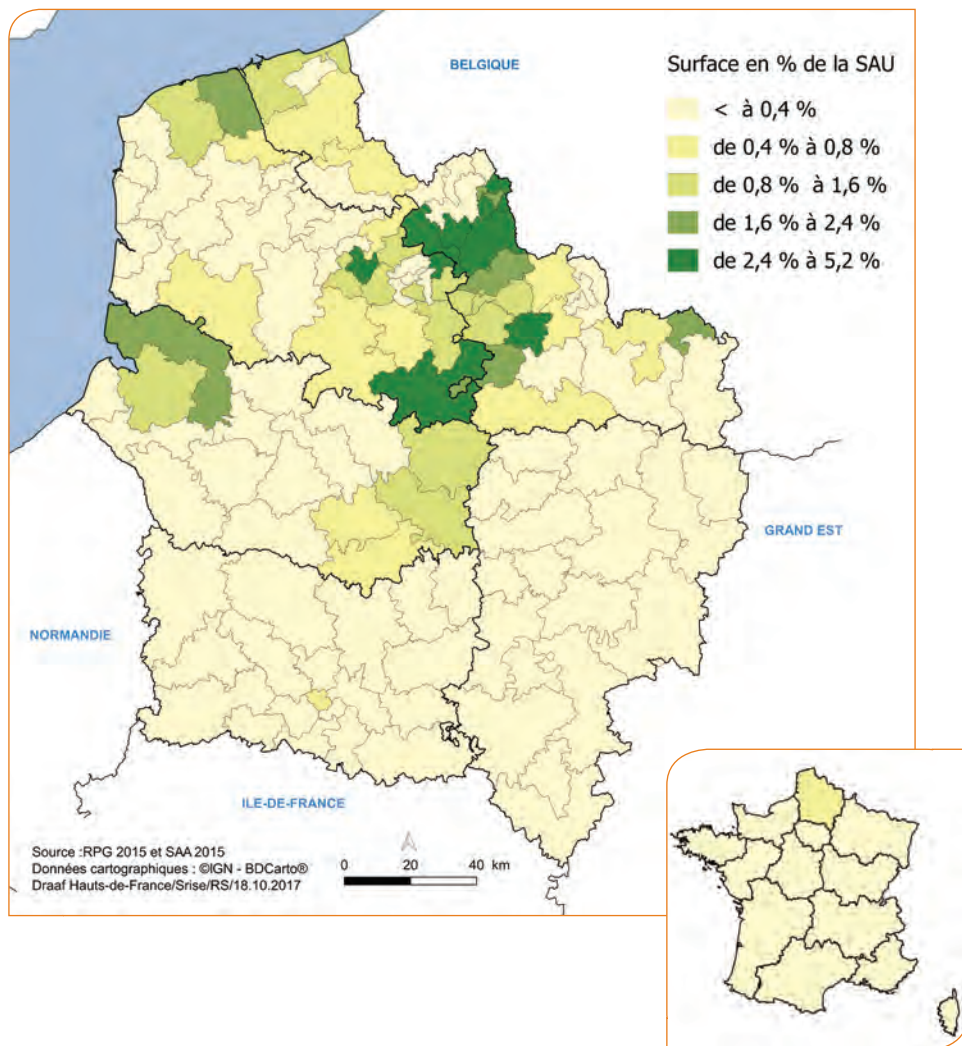 BELGIQUE
Surface en % de la SAU
< à 0,4 %
de 0,4 % à 0,8 %
de 0,8 % à 1,6 %
de 1,6 % à 2,4 %
de 2,4 % à 5,2 %
GRAND EST
NORMANDIE
ILE-DE-FRANCE
Source :RPG 2015 et SAA 2015
Données cartographiques : ©IGN - BDCarto®
Draaf Hauts-de-France/Srise/RS/18.10.2017
0 20 40 km